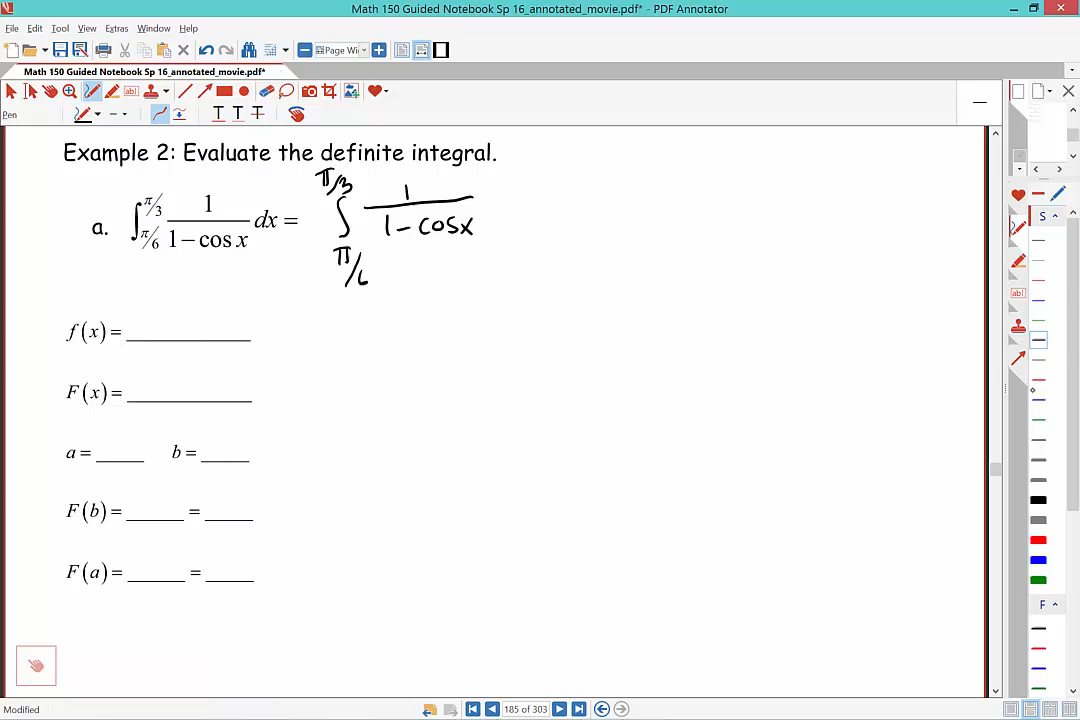 Math 150 Guided Notebook Sp 16_annotated_movie.pdf* - PDF Annotator
File Edit Tool View Extras Window Help
Page Wi
Math 150 Guided Notebook Sp 16_annotated_movie.pdf*
Pen
Example 2: Evaluate the definite integral.
a. ∫_{π/6}^{π/3} 1/(1 − cos x) dx = ∫_{π/6}^{π/3} 1/(1 − cosx)
f(x) = ____________
F(x) = ____________
a = _____ b = _____
F(b) = ______ = _____
F(a) = ______ = _____
S
F
Modified
185 of 303